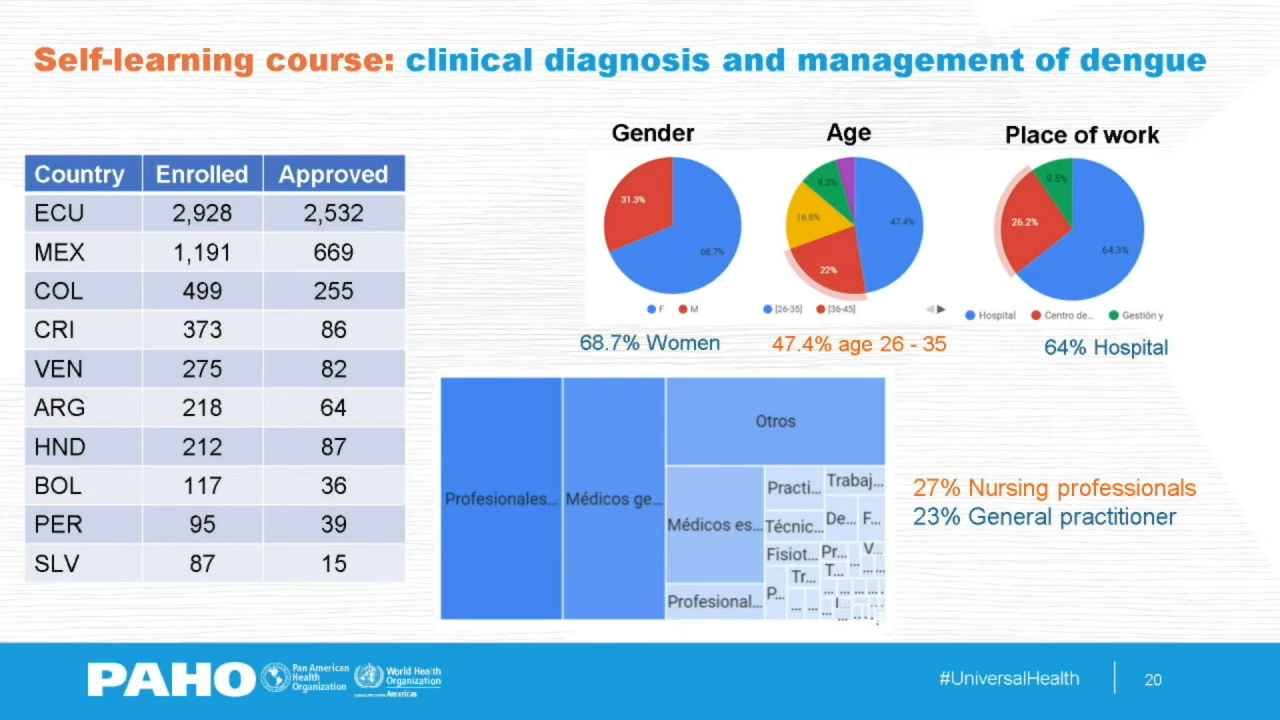 Self-learning course: clinical diagnosis and management of dengue
Country Enrolled Approved
ECU 2,928 2,532
MEX 1,191 669
COL 499 255
CRI 373 86
VEN 275 82
ARG 218 64
HND 212 87
BOL 117 36
PER 95 39
SLV 87 15
Gender
31.3%
68.7%
F M
68.7% Women
Age
9.3%
16.8%
47.4%
22%
[26-35] [36-45]
47.4% age 26 - 35
Place of work
9.5%
26.2%
64.3%
Hospital Centro de... Gestión y
64% Hospital
Profesionales...
Médicos ge...
Otros
Médicos es...
Profesional...
Practi...
Trabaj...
Técnic...
De...
F...
Fisiot...
Pr...
V...
T...
Tr...
P...
27% Nursing professionals
23% General practitioner
PAHO
Pan American
Health
Organization
World Health
Organization
Americas
#UniversalHealth
20